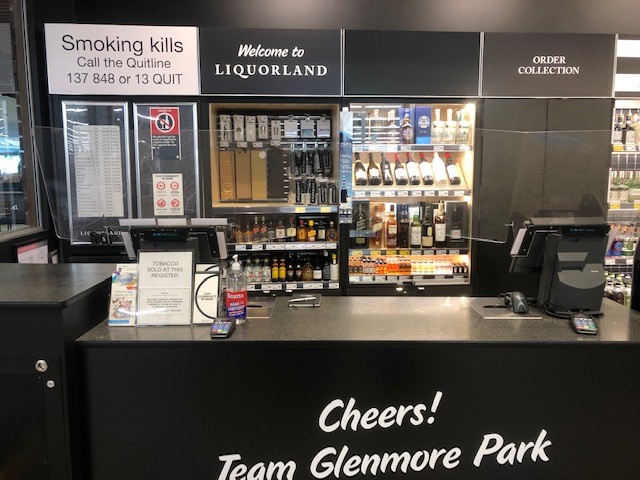 Smoking kills
Call the Quitline
137 848 or 13 QUIT
Welcome to
LIQUORLAND
ORDER
COLLECTION
TOBACCO
SOLD AT THIS
REGISTER
Cheers!
Team Glenmore Park